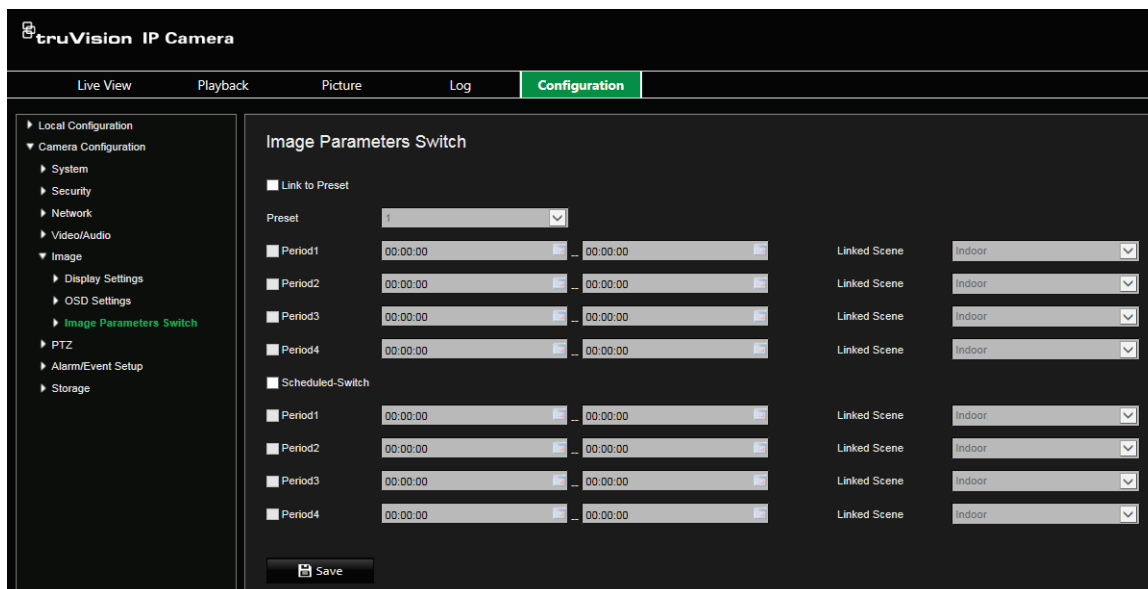 truVision IP Camera
Live View Playback Picture Log Configuration
Local Configuration
Camera Configuration
System
Security
Network
Video/Audio
Image
Display Settings
OSD Settings
Image Parameters Switch
PTZ
Alarm/Event Setup
Storage
Image Parameters Switch
Link to Preset
Preset 1
Period1 00:00:00 -- 00:00:00 Linked Scene Indoor
Period2 00:00:00 -- 00:00:00 Linked Scene Indoor
Period3 00:00:00 -- 00:00:00 Linked Scene Indoor
Period4 00:00:00 -- 00:00:00 Linked Scene Indoor
Scheduled-Switch
Period1 00:00:00 -- 00:00:00 Linked Scene Indoor
Period2 00:00:00 -- 00:00:00 Linked Scene Indoor
Period3 00:00:00 -- 00:00:00 Linked Scene Indoor
Period4 00:00:00 -- 00:00:00 Linked Scene Indoor
Save